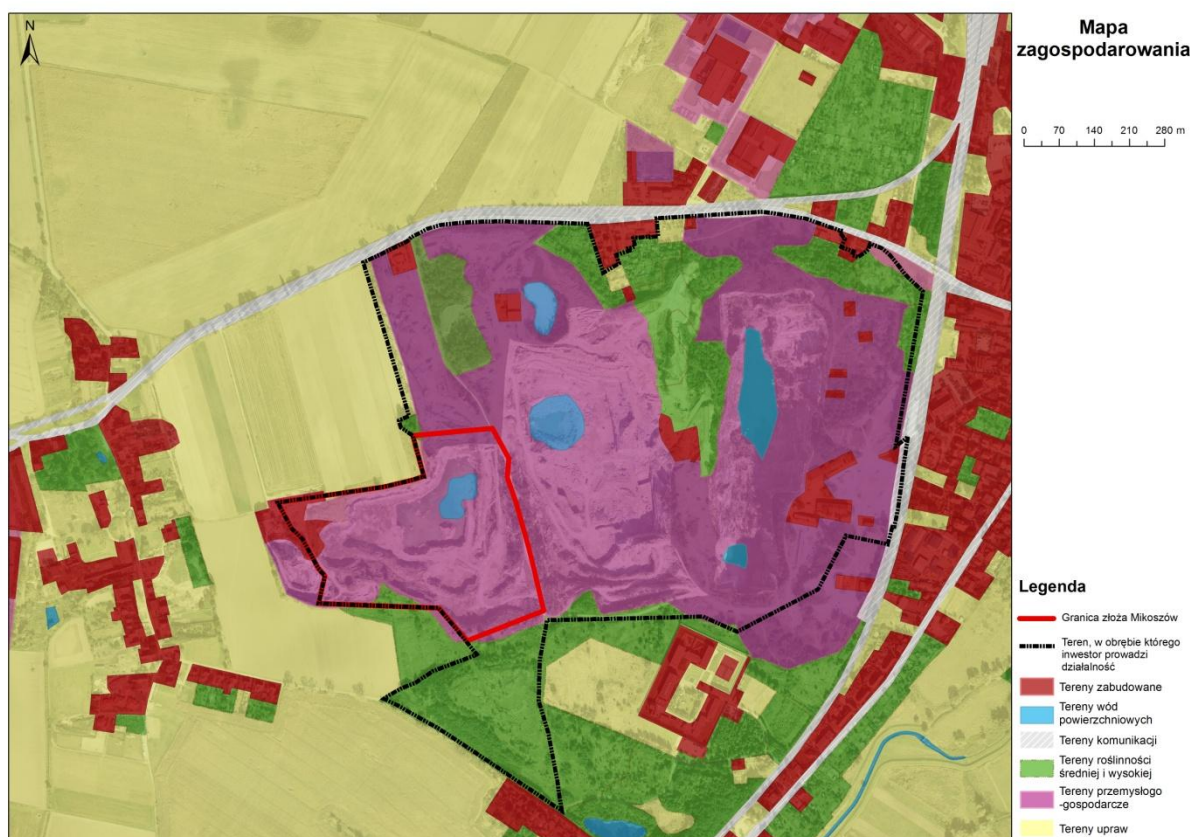 N
Mapa
zagospodarowania
0 70 140 210 280 m
Legenda
Granica złoża Mikoszów
Teren, w obrębie którego
inwestor prowadzi
działalność
Tereny zabudowane
Tereny wód
powierzchniowych
Tereny komunikacji
Tereny roślinności
średniej i wysokiej
Tereny przemysłogo
-gospodarcze
Tereny upraw